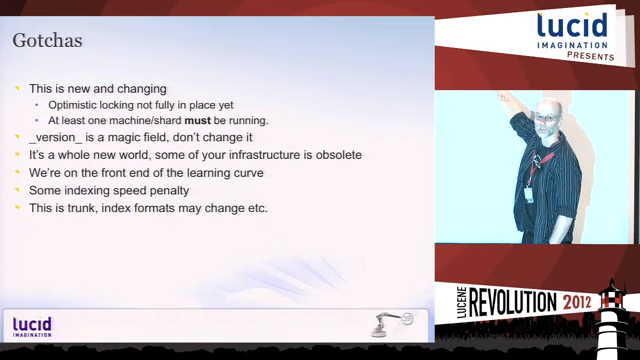 Gotchas
This is new and changing
Optimistic locking not fully in place yet
At least one machine/shard must be running.
_version_ is a magic field, don't change it
It's a whole new world, some of your infrastructure is obsolete
We're on the front end of the learning curve
Some indexing speed penalty
This is trunk, index formats may change etc.
lucid
IMAGINATION
39
lucid
IMAGINATION
PRESENTS
LUCENE
REVOLUTION 2012